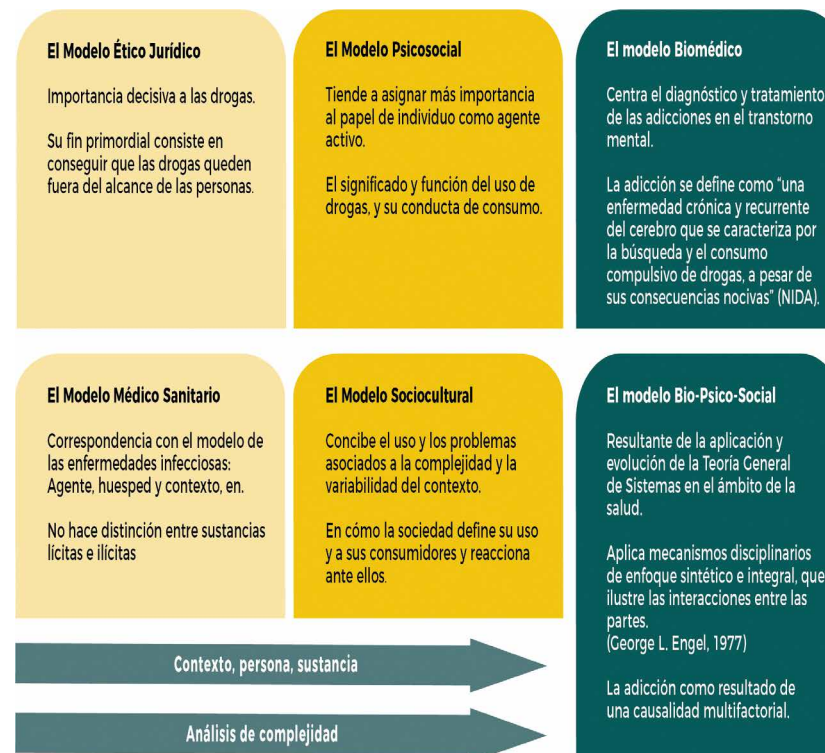 El Modelo Ético Jurídico
Importancia decisiva a las drogas.
Su fin primordial consiste en
conseguir que las drogas queden
fuera del alcance de las personas.
El Modelo Psicosocial
Tiende a asignar más importancia
al papel de individuo como agente
activo.
El significado y función del uso de
drogas, y su conducta de consumo.
El modelo Biomédico
Centra el diagnóstico y tratamiento
de las adicciones en el transtorno
mental.
La adicción se define como “una
enfermedad crónica y recurrente
del cerebro que se caracteriza por
la búsqueda y el consumo
compulsivo de drogas, a pesar de
sus consecuencias nocivas” (NIDA).
El Modelo Médico Sanitario
Correspondencia con el modelo de
las enfermedades infecciosas:
Agente, huesped y contexto, en.
No hace distinción entre sustancias
lícitas e ilícitas
El Modelo Sociocultural
Concibe el uso y los problemas
asociados a la complejidad y la
variabilidad del contexto.
En cómo la sociedad define su uso
y a sus consumidores y reacciona
ante ellos.
El modelo Bio-Psico-Social
Resultante de la aplicación y
evolución de la Teoría General
de Sistemas en el ámbito de la
salud.
Aplica mecanismos disciplinarios
de enfoque sintético e integral, que
ilustre las interacciones entre las
partes.
(George L. Engel, 1977)
La adicción como resultado de
una causalidad multifactorial.
Contexto, persona, sustancia
Análisis de complejidad